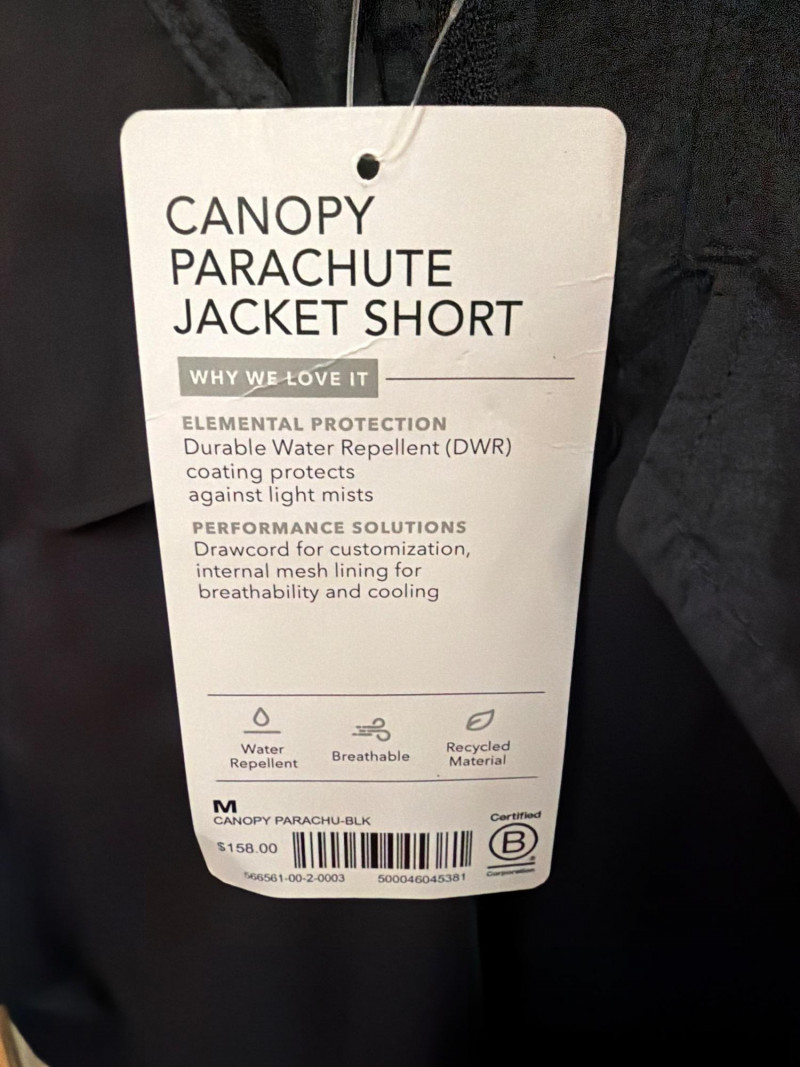 CANOPY
PARACHUTE
JACKET SHORT
WHY WE LOVE IT
ELEMENTAL PROTECTION
Durable Water Repellent (DWR)
coating protects
against light mists
PERFORMANCE SOLUTIONS
Drawcord for customization,
internal mesh lining for
breathability and cooling
Water
Repellent
Breathable
Recycled
Material
M
CANOPY PARACHU-BLK
$158.00
566561-00-2-0003 500046045381
Certified
B
Corporation